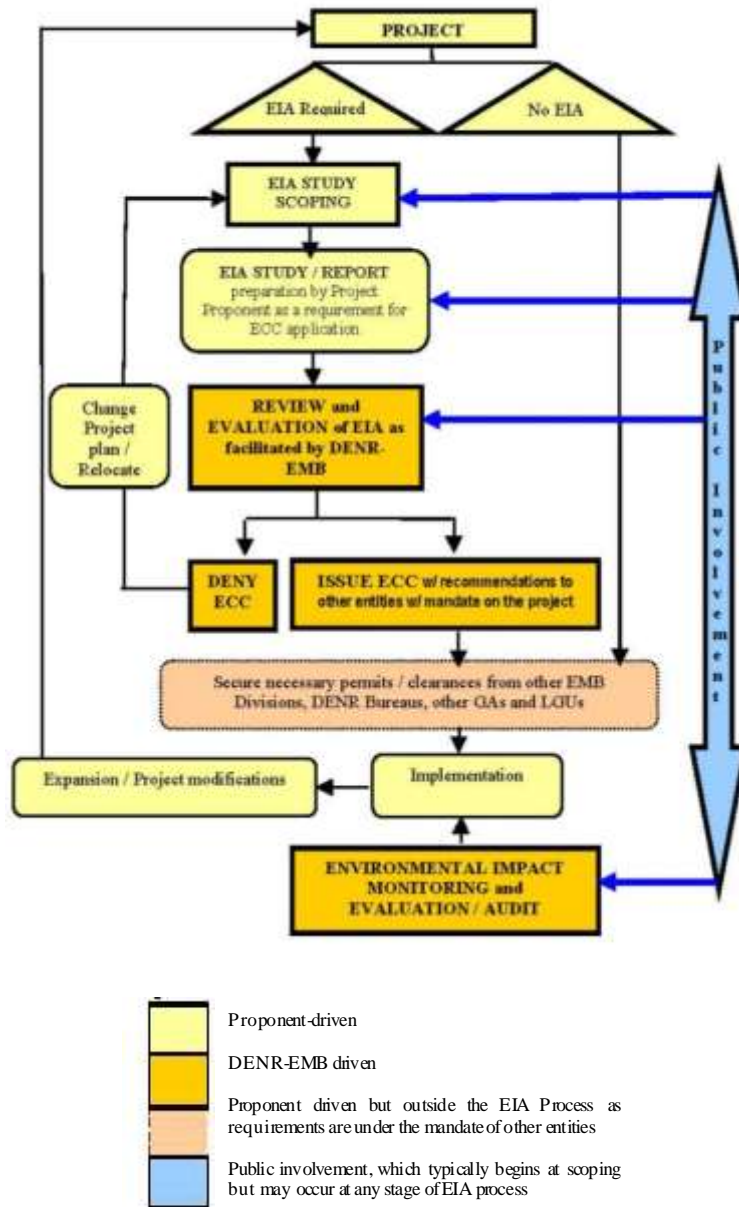 PROJECT
EIA Required
No EIA
EIA STUDY
SCOPING
EIA STUDY / REPORT
preparation by Project
Proponent as a requirement for
ECC application
Change
Project
plan /
Relocate
REVIEW and
EVALUATION of EIA as
facilitated by DENR-
EMB
Public Involvement
DENY
ECC
ISSUE ECC w/ recommendations to
other entities w/ mandate on the project
Secure necessary permits / clearances from other EMB
Divisions, DENR Bureaus, other GAs and LGUs
Expansion / Project modifications
Implementation
ENVIRONMENTAL IMPACT
MONITORING and
EVALUATION / AUDIT
Proponent-driven
DENR-EMB driven
Proponent driven but outside the EIA Process as
requirements are under the mandate of other entities
Public involvement, which typically begins at scoping
but may occur at any stage of EIA process